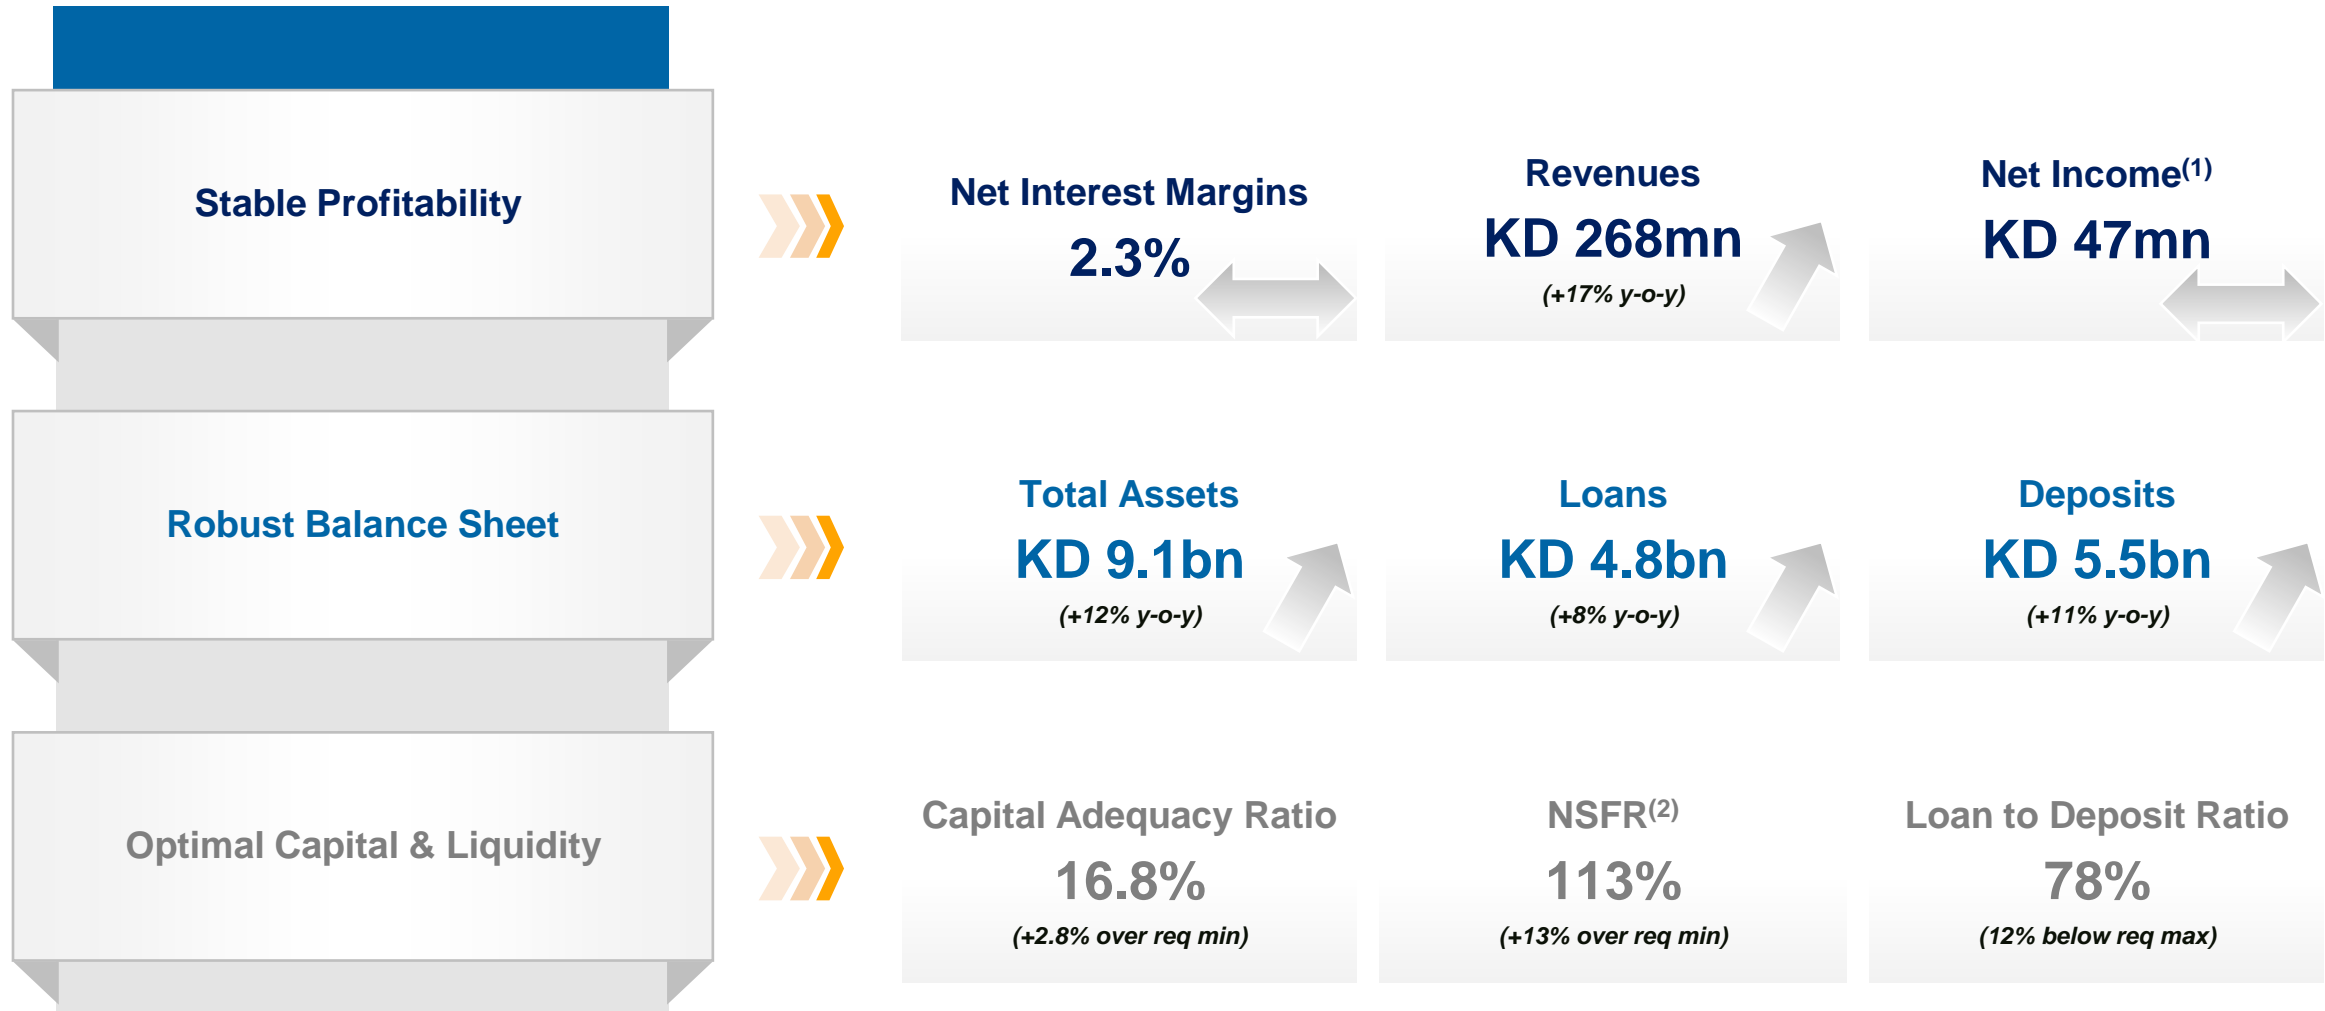 Stable Profitability
Net Interest Margins
2.3%
Revenues
KD 268mn
(+17% y-o-y)
Net Income(1)
KD 47mn
Robust Balance Sheet
Total Assets
KD 9.1bn
(+12% y-o-y)
Loans
KD 4.8bn
(+8% y-o-y)
Deposits
KD 5.5bn
(+11% y-o-y)
Optimal Capital & Liquidity
Capital Adequacy Ratio
16.8%
(+2.8% over req min)
NSFR(2)
113%
(+13% over req min)
Loan to Deposit Ratio
78%
(12% below req max)